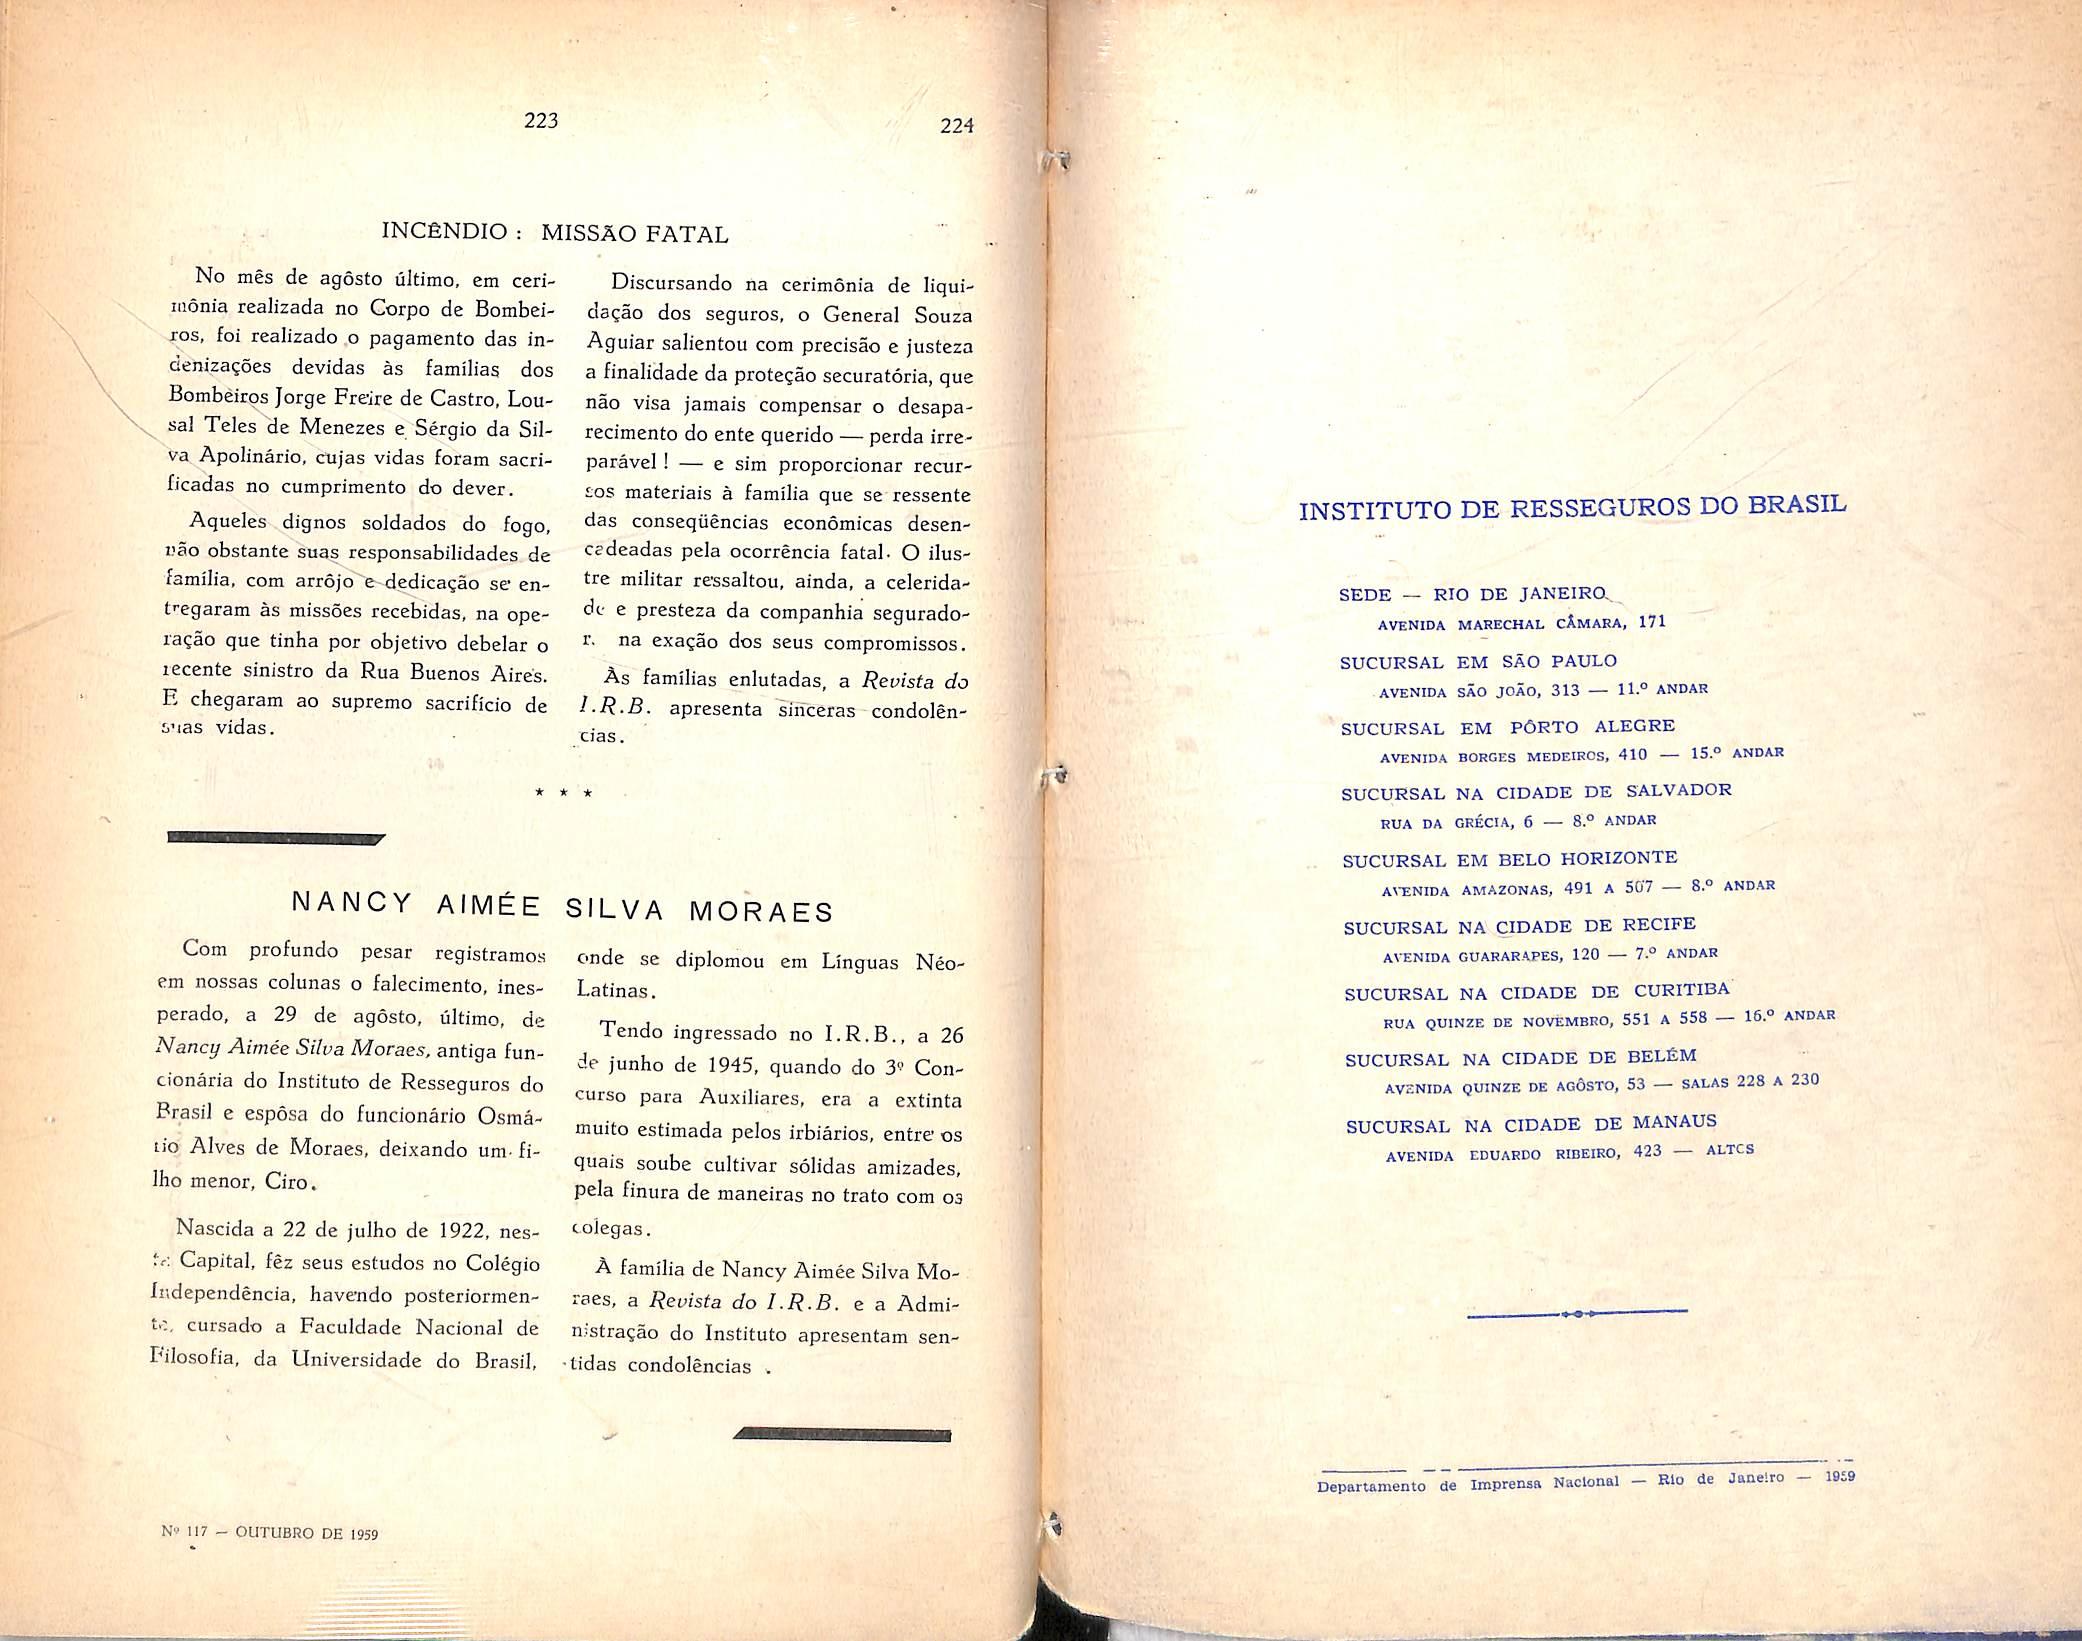 223
224
INCÊNDIO : MISSÃO FATAL
No mês de agôsto último, em ceri-
mônia realizada no Corpo de Bombei-
ros, foi realizado o pagamento das in-
denizações devidas às famílias dos
Bombeiros Jorge Freire de Castro, Lou-
sal Teles de Menezes e Sérgio da Sil-
va Apolinário, cujas vidas foram sacri-
ficadas no cumprimento do dever.
Aqueles dignos soldados do fogo,
não obstante suas responsabilidades de
família, com arrôjo e dedicação se en-
tregaram às missões recebidas, na ope-
ração que tinha por objetivo debelar o
recente sinistro da Rua Buenos Aires.
E chegaram ao supremo sacrifício de
suas vidas.
Discursando na cerimônia de liqui-
dação dos seguros, o General Souza
Aguiar salientou com precisão e justeza
a finalidade da proteção securatória, que
não visa jamais compensar o desapa-
recimento do ente querido — perda irre-
parável ! — e sim proporcionar recur-
sos materiais à família que se ressente
das conseqüências econômicas desen-
cadeadas pela ocorrência fatal. O ilus-
tre militar ressaltou, ainda, a celerida-
de e presteza da companhia segurado-
r. na exação dos seus compromissos.
Às famílias enlutadas, a Revista do
I.R.B. apresenta sinceras condolên-
cias.
* * *
NANCY AIMÉE SILVA MORAES
Com profundo pesar registramos
em nossas colunas o falecimento, ines-
perado, a 29 de agôsto, último, de
Nancy Aimée Silva Moraes, antiga fun-
cionária do Instituto de Resseguros do
Brasil e espôsa do funcionário Osmá-
rio Alves de Moraes, deixando um fi-
lho menor, Ciro.
Nascida a 22 de julho de 1922, nes-
ta Capital, fêz seus estudos no Colégio
Independência, havendo posteriormen-
te, cursado a Faculdade Nacional de
Filosofia, da Universidade do Brasil,
onde se diplomou em Línguas Néo-
Latinas.
Tendo ingressado no I.R.B., a 26
de junho de 1945, quando do 3º Con-
curso para Auxiliares, era a extinta
muito estimada pelos irbiários, entre os
quais soube cultivar sólidas amizades,
pela finura de maneiras no trato com os
colegas.
À família de Nancy Aimée Silva Mo-
raes, a Revista do I.R.B. e a Admi-
nistração do Instituto apresentam sen-
tidas condolências .
Nº 117 — OUTUBRO DE 1959
INSTITUTO DE RESSEGUROS DO BRASIL
SEDE — RIO DE JANEIRO
AVENIDA MARECHAL CÂMARA, 171
SUCURSAL EM SÃO PAULO
AVENIDA SÃO JOÃO, 313 — 11.º ANDAR
SUCURSAL EM PÔRTO ALEGRE
AVENIDA BORGES MEDEIROS, 410 — 15.º ANDAR
SUCURSAL NA CIDADE DE SALVADOR
RUA DA GRÉCIA, 6 — 8.º ANDAR
SUCURSAL EM BELO HORIZONTE
AVENIDA AMAZONAS, 491 A 507 — 8.º ANDAR
SUCURSAL NA CIDADE DE RECIFE
AVENIDA GUARARAPES, 120 — 7.º ANDAR
SUCURSAL NA CIDADE DE CURITIBA
RUA QUINZE DE NOVEMBRO, 551 A 558 — 16.º ANDAR
SUCURSAL NA CIDADE DE BELÉM
AVENIDA QUINZE DE AGÔSTO, 53 — SALAS 228 A 230
SUCURSAL NA CIDADE DE MANAUS
AVENIDA EDUARDO RIBEIRO, 423 — ALTOS
Departamento de Imprensa Nacional — Rio de Janeiro — 1959